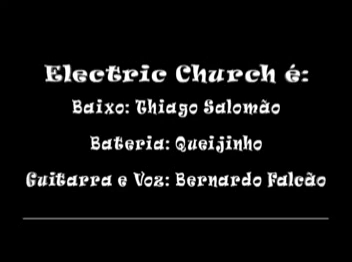 Electric Church é:
Baixo: Thiago Salomão
Bateria: Queijinho
Guitarra e Voz: Bernardo Falcão